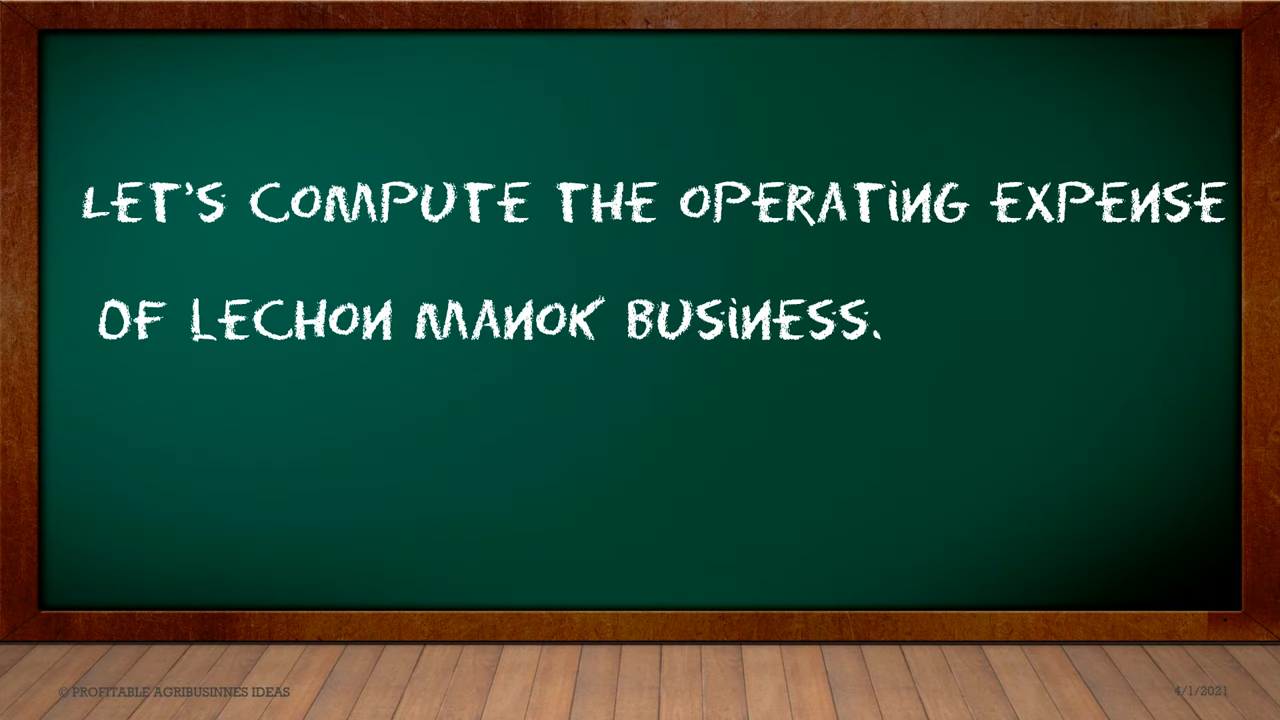 LET'S COMPUTE THE OPERATING EXPENSE
OF LECHON MANOK BUSINESS.
© PROFITABLE AGRIBUSINNES IDEAS
4/1/2021